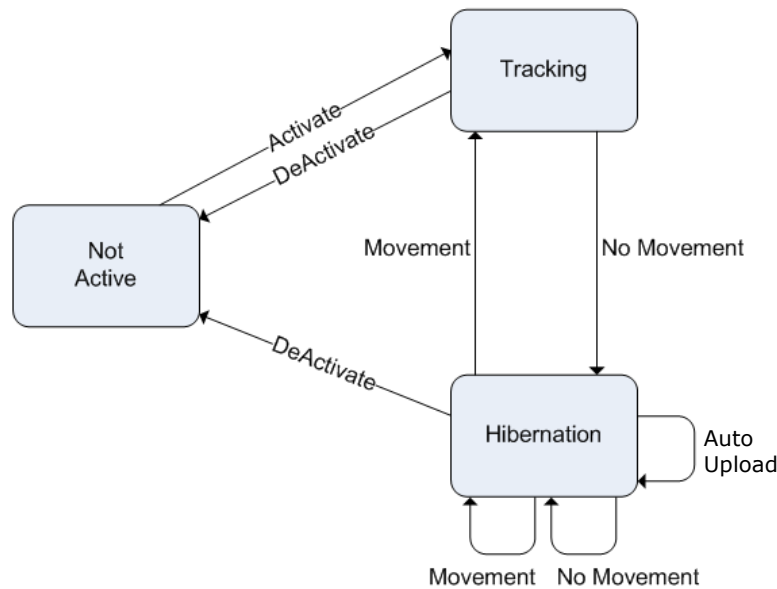 Tracking
Activate
DeActivate
Not
Active
Movement
No Movement
DeActivate
Hibernation
Auto
Upload
Movement
No Movement